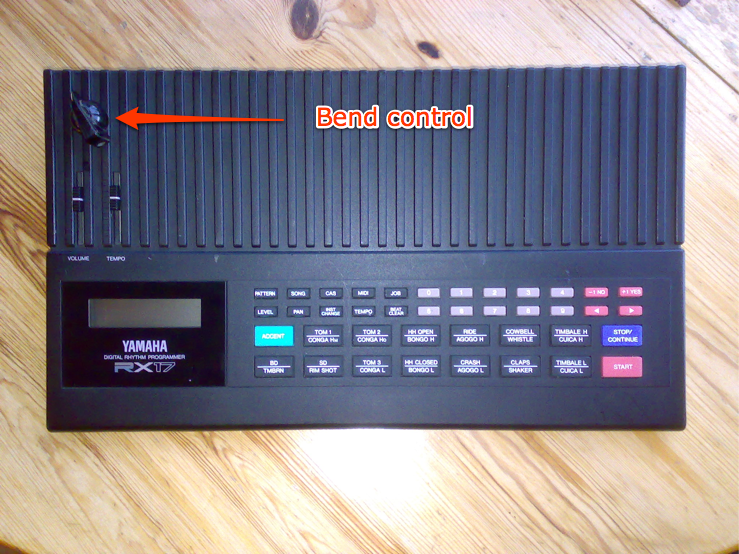 Bend control
VOLUME TEMPO
PATTERN SONG CAS MIDI JOB 0 1 2 3 4 -1 NO +1 YES
LEVEL PAN INST CHANGE TEMPO BEAT CLEAR 5 6 7 8 9
YAMAHA
DIGITAL RHYTHM PROGRAMMER
RX17
ACCENT
TOM 1
CONGA HM
TOM 2
CONGA HO
HH OPEN
BONGO H
RIDE
AGOGO H
COWBELL
WHISTLE
TIMBALE H
CUICA H
STOP/
CONTINUE
BD
TMBRN
SD
RIM SHOT
TOM 3
CONGA L
HH CLOSED
BONGO L
CRASH
AGOGO L
CLAPS
SHAKER
TIMBALE L
CUICA L
START